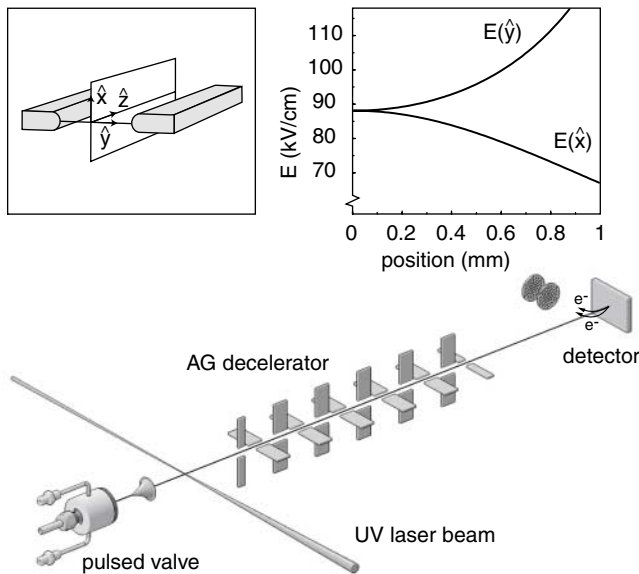 x̂
ẑ
ŷ
E (kV/cm)
110
100
90
80
70
E(ŷ)
E(x̂)
0 0.2 0.4 0.6 0.8 1
position (mm)
AG decelerator
e-
e-
detector
UV laser beam
pulsed valve